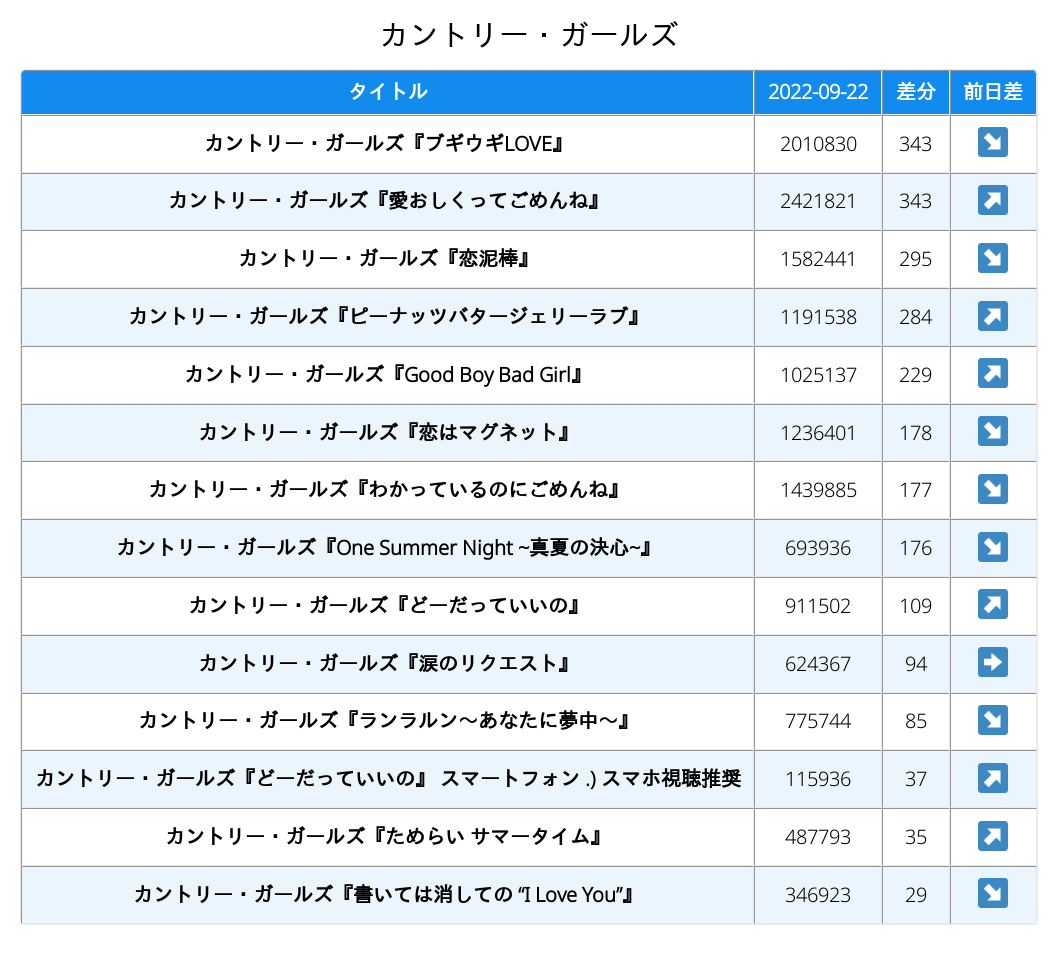 カントリー・ガールズ
タイトル 2022-09-22 差分 前日差
カントリー・ガールズ『ブギウギLOVE』 2010830 343 ↘
カントリー・ガールズ『愛おしくってごめんね』 2421821 343 ↗
カントリー・ガールズ『恋泥棒』 1582441 295 ↘
カントリー・ガールズ『ピーナッツバタージェリーラブ』 1191538 284 ↗
カントリー・ガールズ『Good Boy Bad Girl』 1025137 229 ↗
カントリー・ガールズ『恋はマグネット』 1236401 178 ↘
カントリー・ガールズ『わかっているのにごめんね』 1439885 177 ↘
カントリー・ガールズ『One Summer Night ~真夏の決心~』 693936 176 ↘
カントリー・ガールズ『どーだっていいの』 911502 109 ↗
カントリー・ガールズ『涙のリクエスト』 624367 94 ➡
カントリー・ガールズ『ランラルン～あなたに夢中～』 775744 85 ↘
カントリー・ガールズ『どーだっていいの』 スマートフォン .) スマホ視聴推奨 115936 37 ↗
カントリー・ガールズ『ためらい サマータイム』 487793 35 ↗
カントリー・ガールズ『書いては消しての “I Love You”』 346923 29 ↘